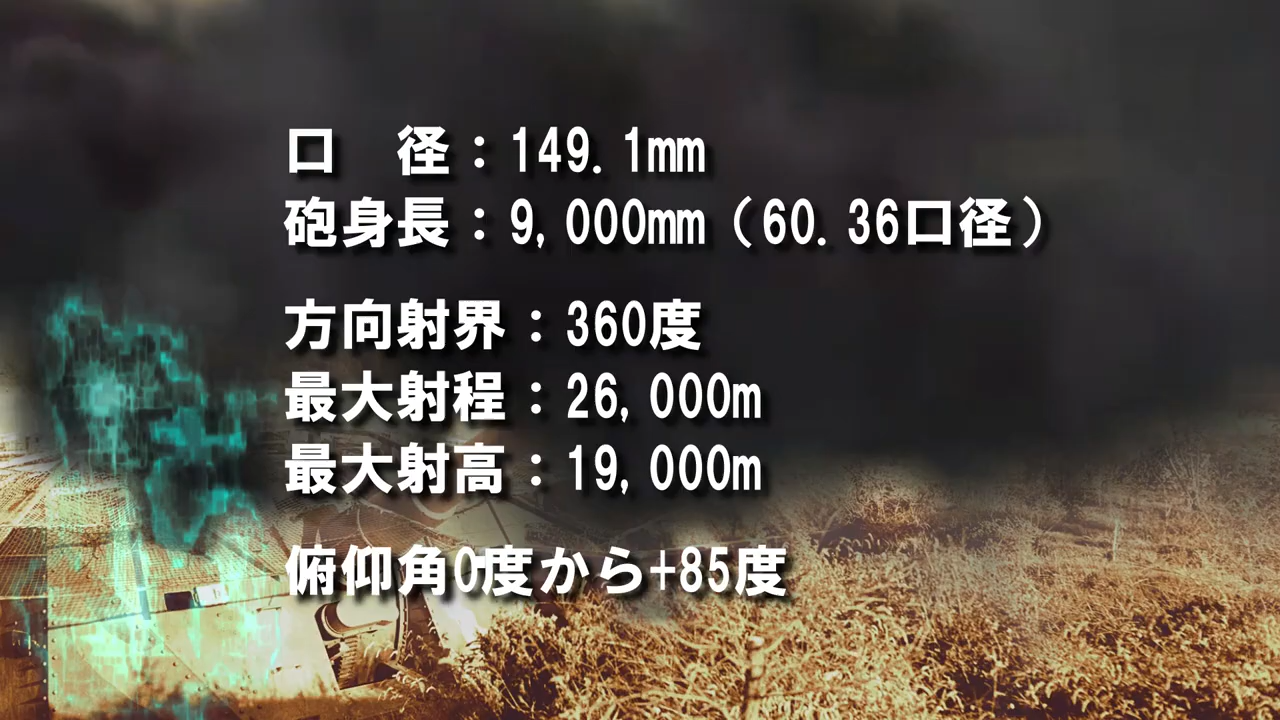 口　径：149.1mm
砲身長：9,000mm（60.36口径）
方向射界：360度
最大射程：26,000m
最大射高：19,000m
俯仰角0度から+85度